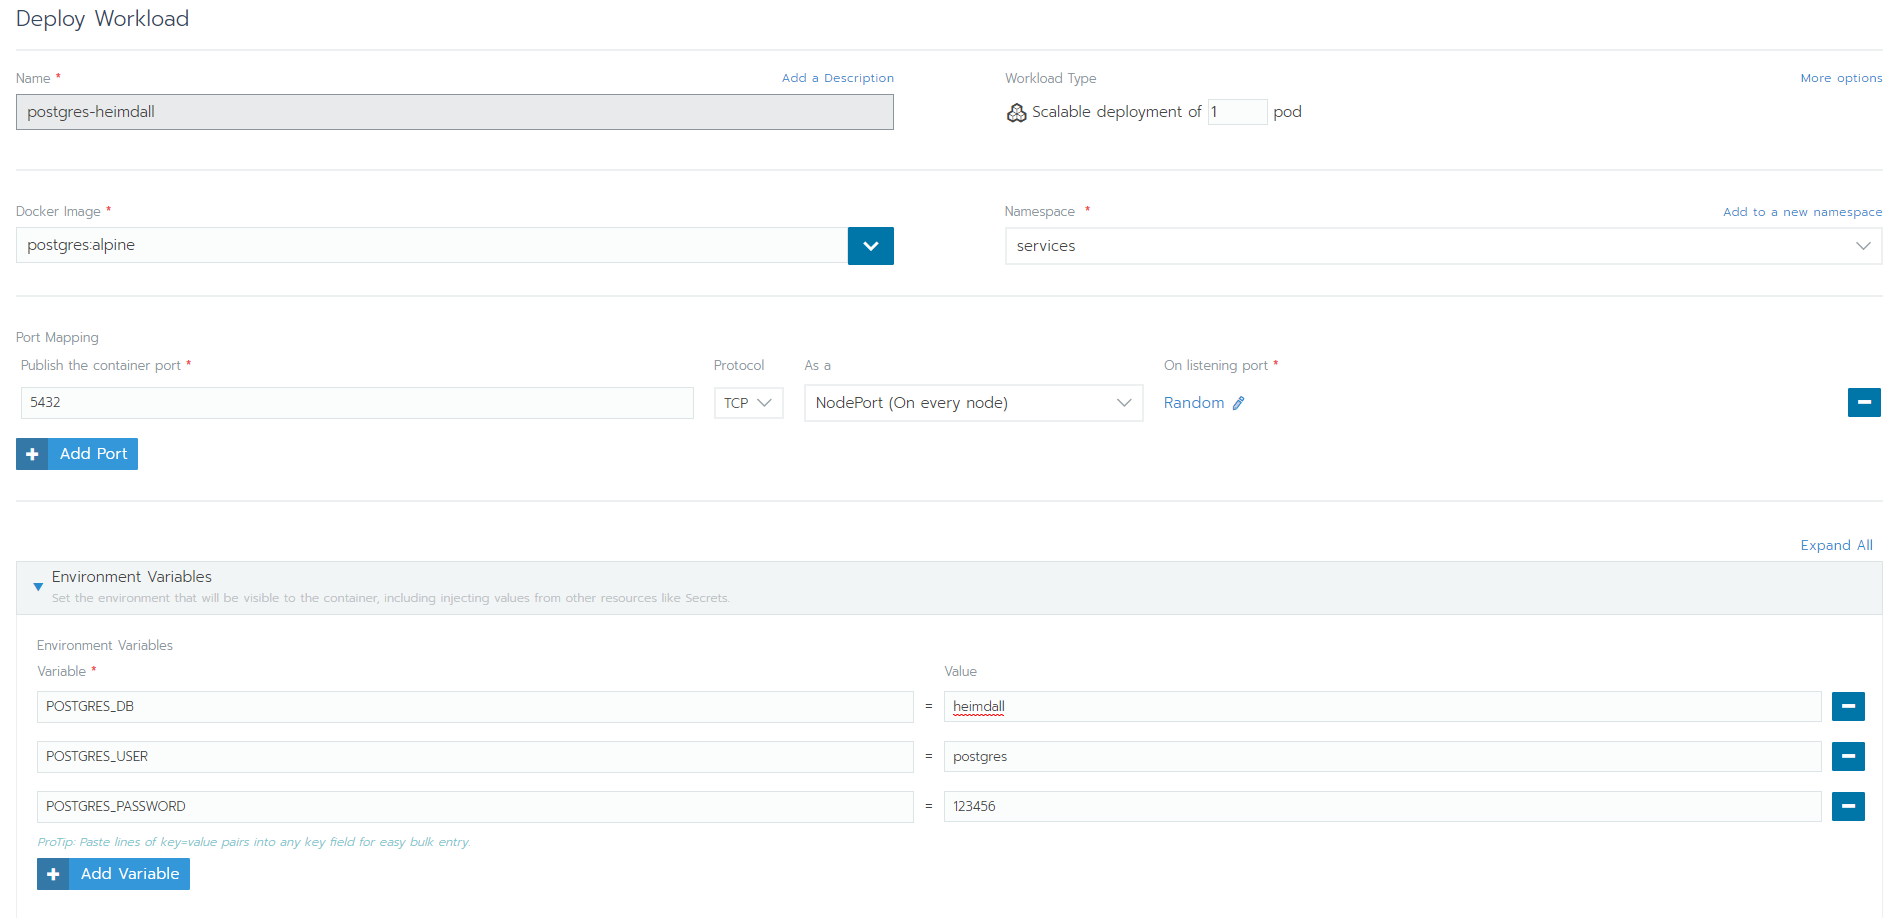 Deploy Workload
Name *
Add a Description
Workload Type
More options
postgres-heimdall
Scalable deployment of 1 pod
Docker Image *
Namespace *
Add to a new namespace
postgres:alpine
services
Port Mapping
Publish the container port *
Protocol
As a
On listening port *
5432
TCP
NodePort (On every node)
Random
Add Port
Expand All
Environment Variables
Set the environment that will be visible to the container, including injecting values from other resources like Secrets.
Environment Variables
Variable *
Value
POSTGRES_DB = heimdall
POSTGRES_USER = postgres
POSTGRES_PASSWORD = 123456
ProTip: Paste lines of key=value pairs into any key field for easy bulk entry.
Add Variable